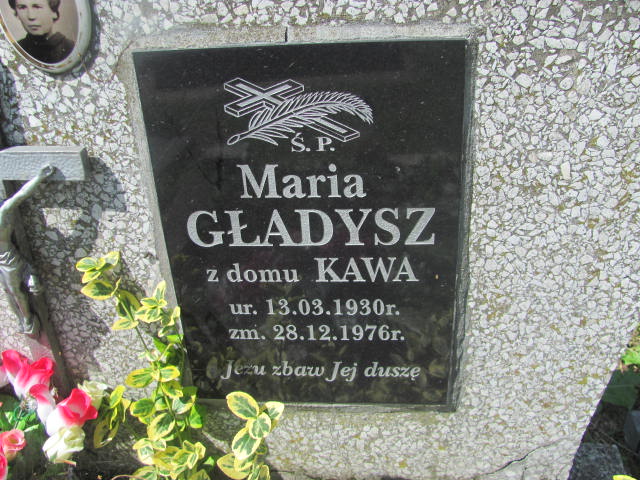 Ś. P.
Maria
GŁADYSZ
z domu KAWA
ur. 13.03.1930r.
zm. 28.12.1976r.
Jezu zbaw Jej duszę